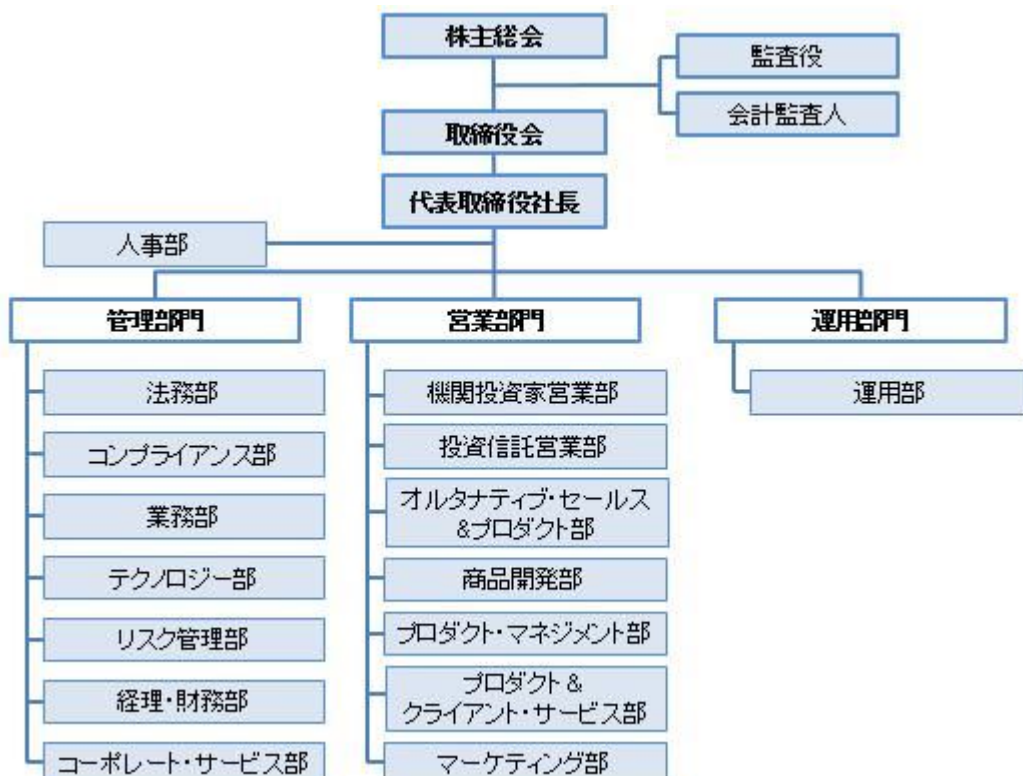 株主総会
監査役
会計監査人
取締役会
代表取締役社長
人事部
管理部門
法務部
コンプライアンス部
業務部
テクノロジー部
リスク管理部
経理・財務部
コーポレート・サービス部
営業部門
機関投資家営業部
投資信託営業部
オルタナティブ・セールス
&プロダクト部
商品開発部
プロダクト・マネジメント部
プロダクト &
クライアント・サービス部
マーケティング部
運用部門
運用部